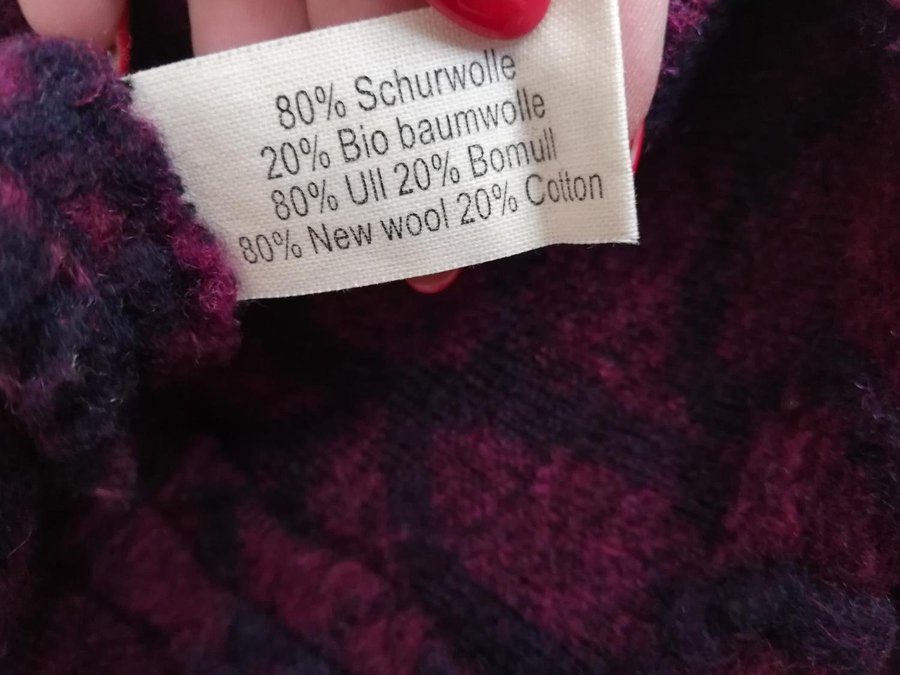 80% Schurwolle
20% Bio baumwolle
80% Ull 20% Bomull
80% New wool 20% Cotton